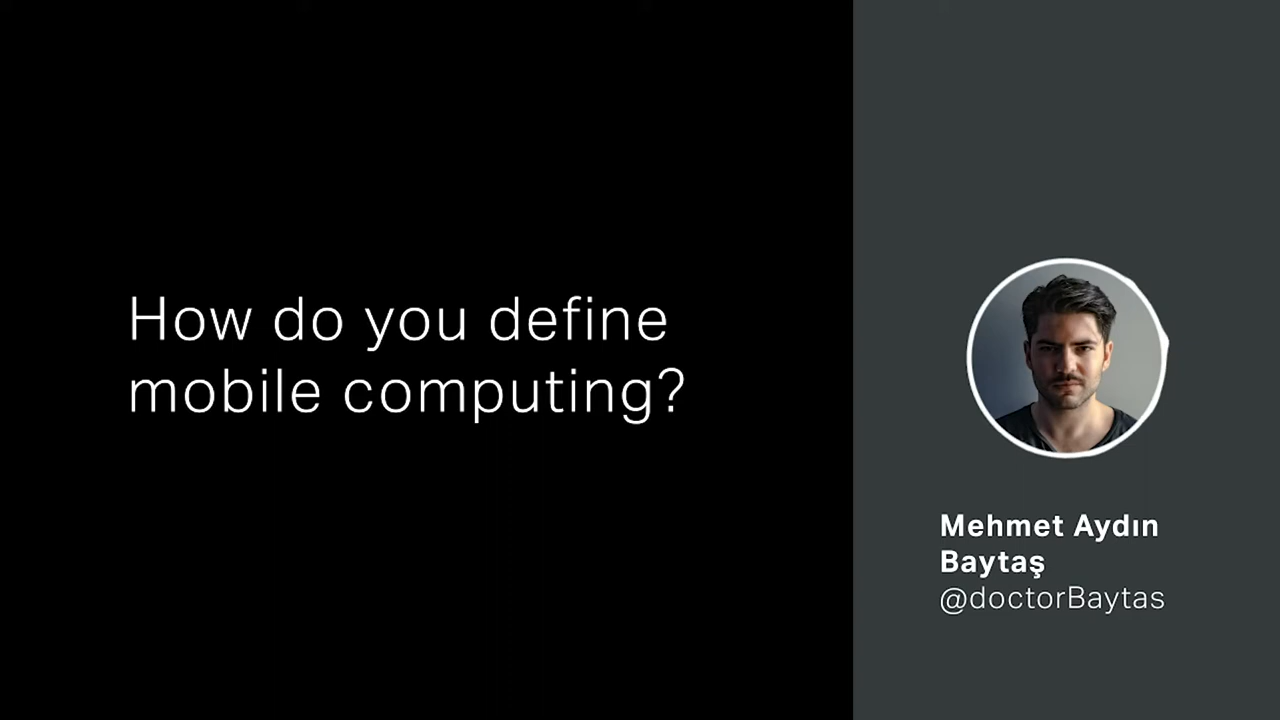 How do you define
mobile computing?
Mehmet Aydın
Baytaş
@doctorBaytas